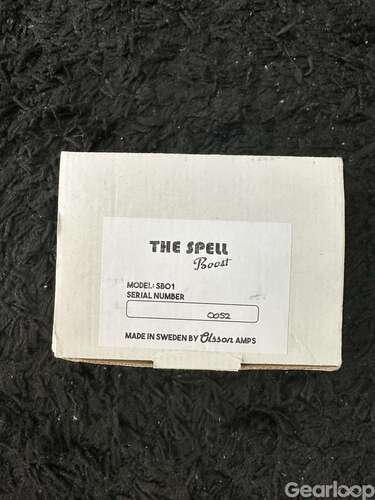 THE SPELL
Boost
MODEL: SB01
SERIAL NUMBER
0052
MADE IN SWEDEN BY Olsson AMPS
Gearloop